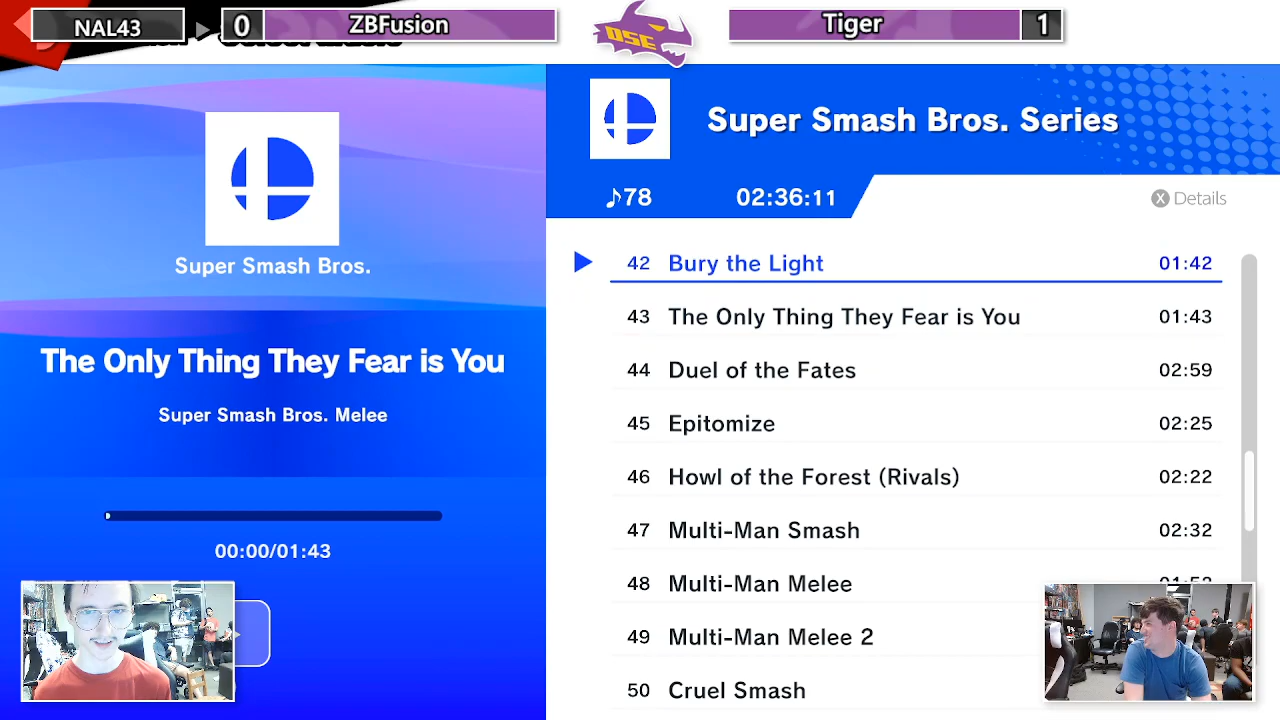 NAL43
0
ZBFusion
OSE
Tiger
1
Super Smash Bros.
The Only Thing They Fear is You
Super Smash Bros. Melee
00:00/01:43
Super Smash Bros. Series
♪78
02:36:11
X Details
42 Bury the Light 01:42
43 The Only Thing They Fear is You 01:43
44 Duel of the Fates 02:59
45 Epitomize 02:25
46 Howl of the Forest (Rivals) 02:22
47 Multi-Man Smash 02:32
48 Multi-Man Melee
49 Multi-Man Melee 2
50 Cruel Smash